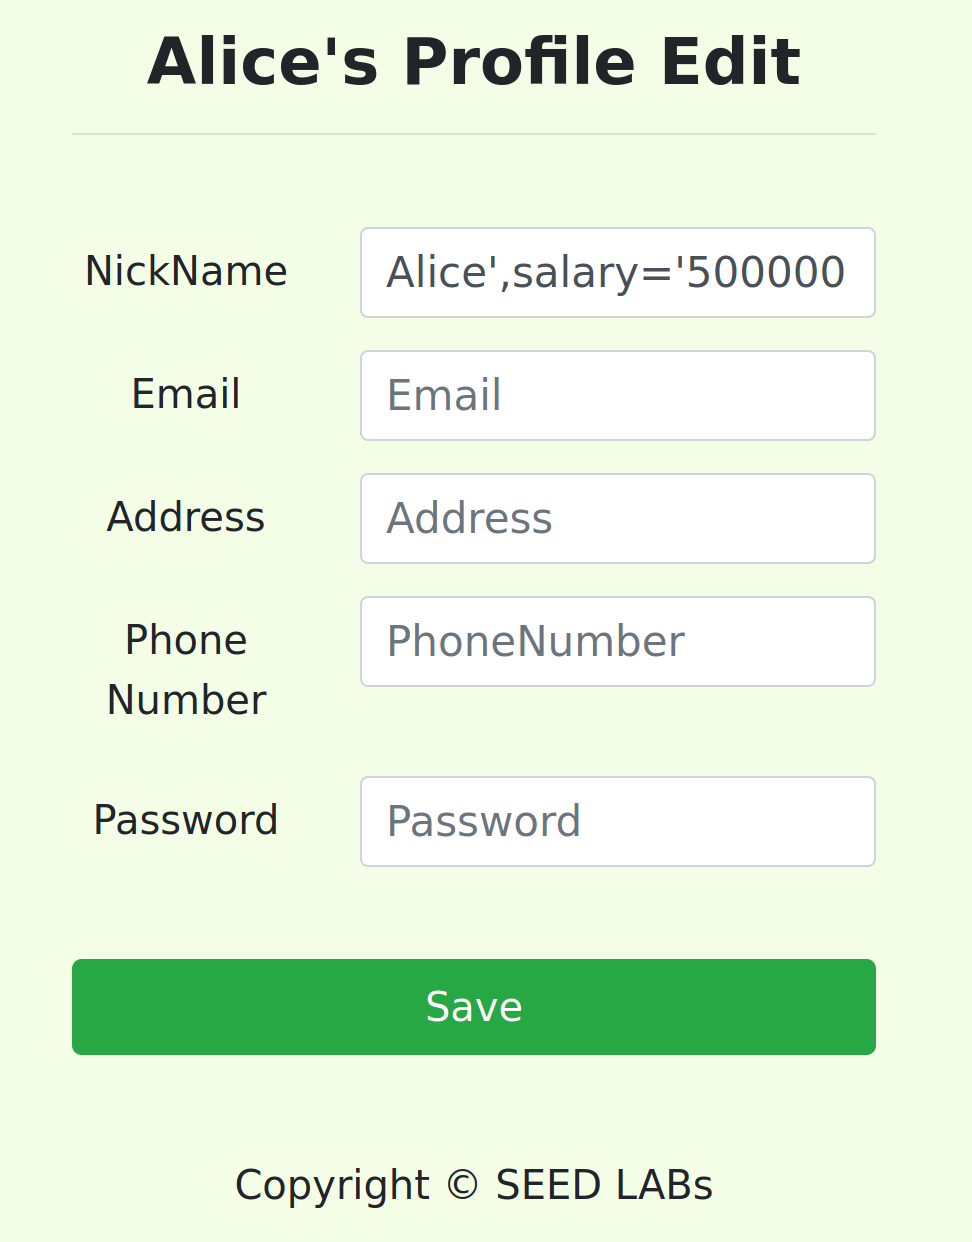 Alice's Profile Edit
NickName
Alice',salary='500000
Email
Email
Address
Address
Phone
Number
PhoneNumber
Password
Password
Save
Copyright © SEED LABs